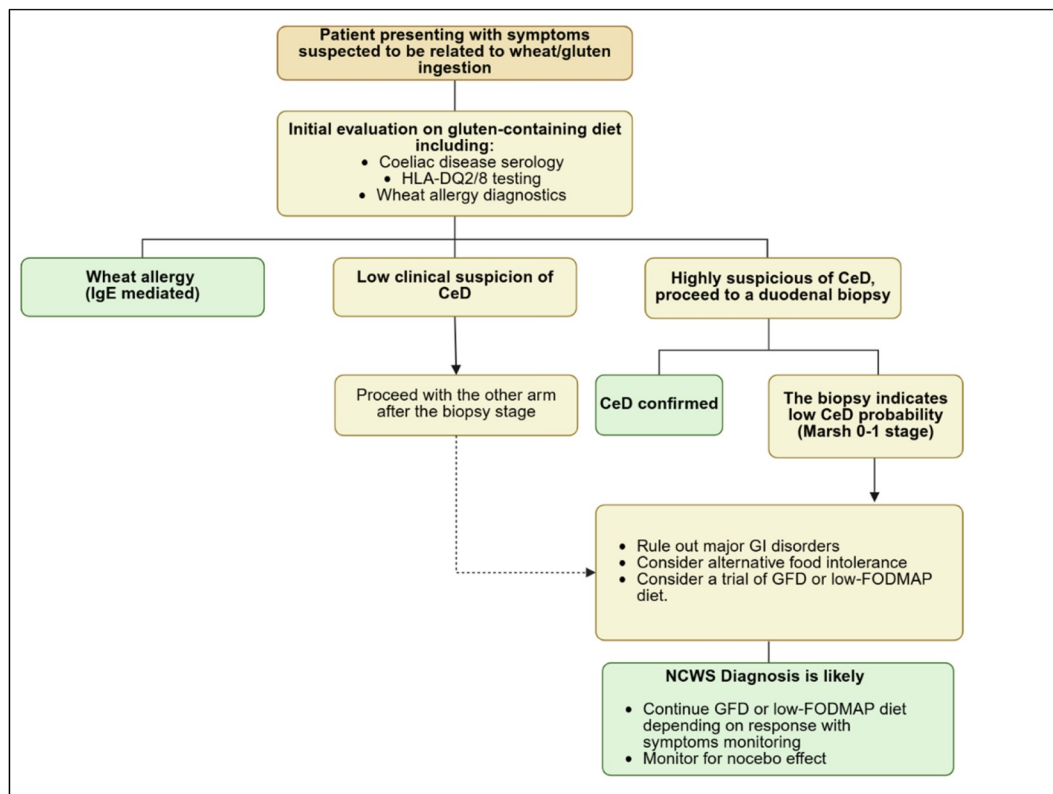 Patient presenting with symptoms
suspected to be related to wheat/gluten
ingestion
Initial evaluation on gluten-containing diet
including:
• Coeliac disease serology
• HLA-DQ2/8 testing
• Wheat allergy diagnostics
Wheat allergy
(IgE mediated)
Low clinical suspicion of
CeD
Highly suspicious of CeD,
proceed to a duodenal biopsy
Proceed with the other arm
after the biopsy stage
CeD confirmed
The biopsy indicates
low CeD probability
(Marsh 0-1 stage)
• Rule out major GI disorders
• Consider alternative food intolerance
• Consider a trial of GFD or low-FODMAP
diet.
NCWS Diagnosis is likely
• Continue GFD or low-FODMAP diet
depending on response with
symptoms monitoring
• Monitor for nocebo effect